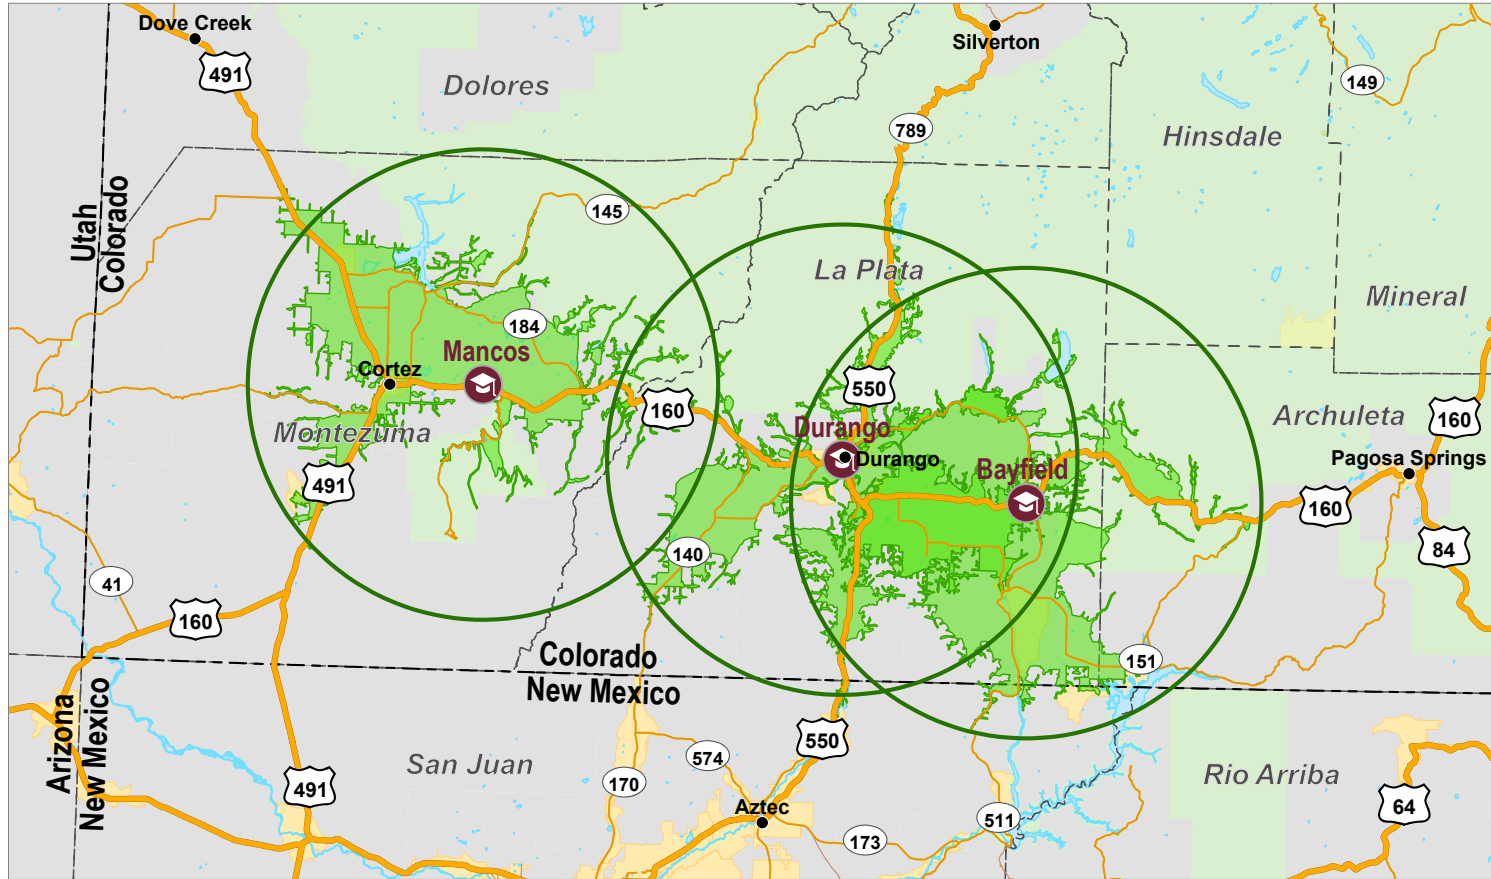 Dove Creek
Silverton
491
Dolores
149
789
Hinsdale
Utah
Colorado
145
La Plata
Mineral
184
Mancos
Cortez
550
160
Archuleta
160
Montezuma
Durango
Durango
Pagosa Springs
Bayfield
491
160
140
84
41
160
Colorado
New Mexico
151
Arizona
New Mexico
550
San Juan
574
Rio Arriba
170
491
Aztec
64
511
173